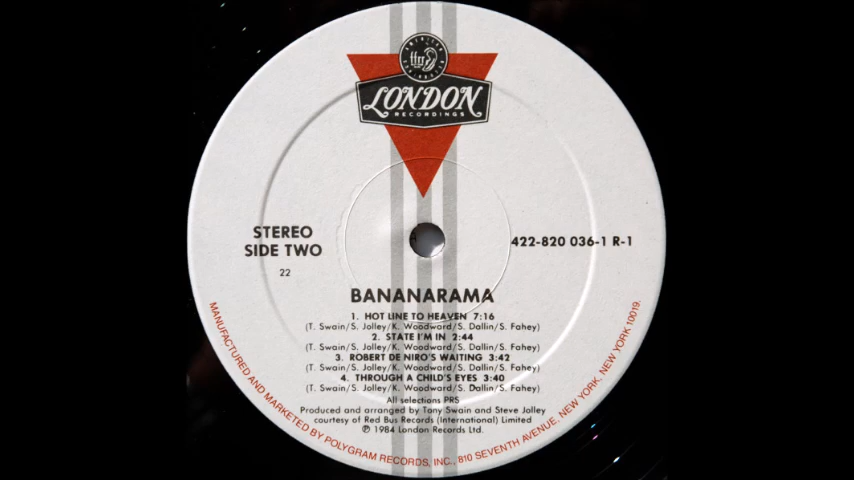 ffrr
LONDON
RECORDINGS
STEREO
SIDE TWO
22
422-820 036-1 R-1
BANANARAMA
1. HOT LINE TO HEAVEN 7:16
(T. Swain/S. Jolley/K. Woodward/S. Dallin/S. Fahey)
2. STATE I'M IN 2:44
(T. Swain/S. Jolley/K. Woodward/S. Dallin/S. Fahey)
3. ROBERT DE NIRO'S WAITING 3:42
(T. Swain/S. Jolley/K. Woodward/S. Dallin/S. Fahey)
4. THROUGH A CHILD'S EYES 3:40
(T. Swain/S. Jolley/K. Woodward/S. Dallin/S. Fahey)
All selections PRS
Produced and arranged by Tony Swain and Steve Jolley
courtesy of Red Bus Records (International) Limited
℗ 1984 London Records Ltd.
MANUFACTURED AND MARKETED BY POLYGRAM RECORDS, INC., 810 SEVENTH AVENUE, NEW YORK, NEW YORK 10019.